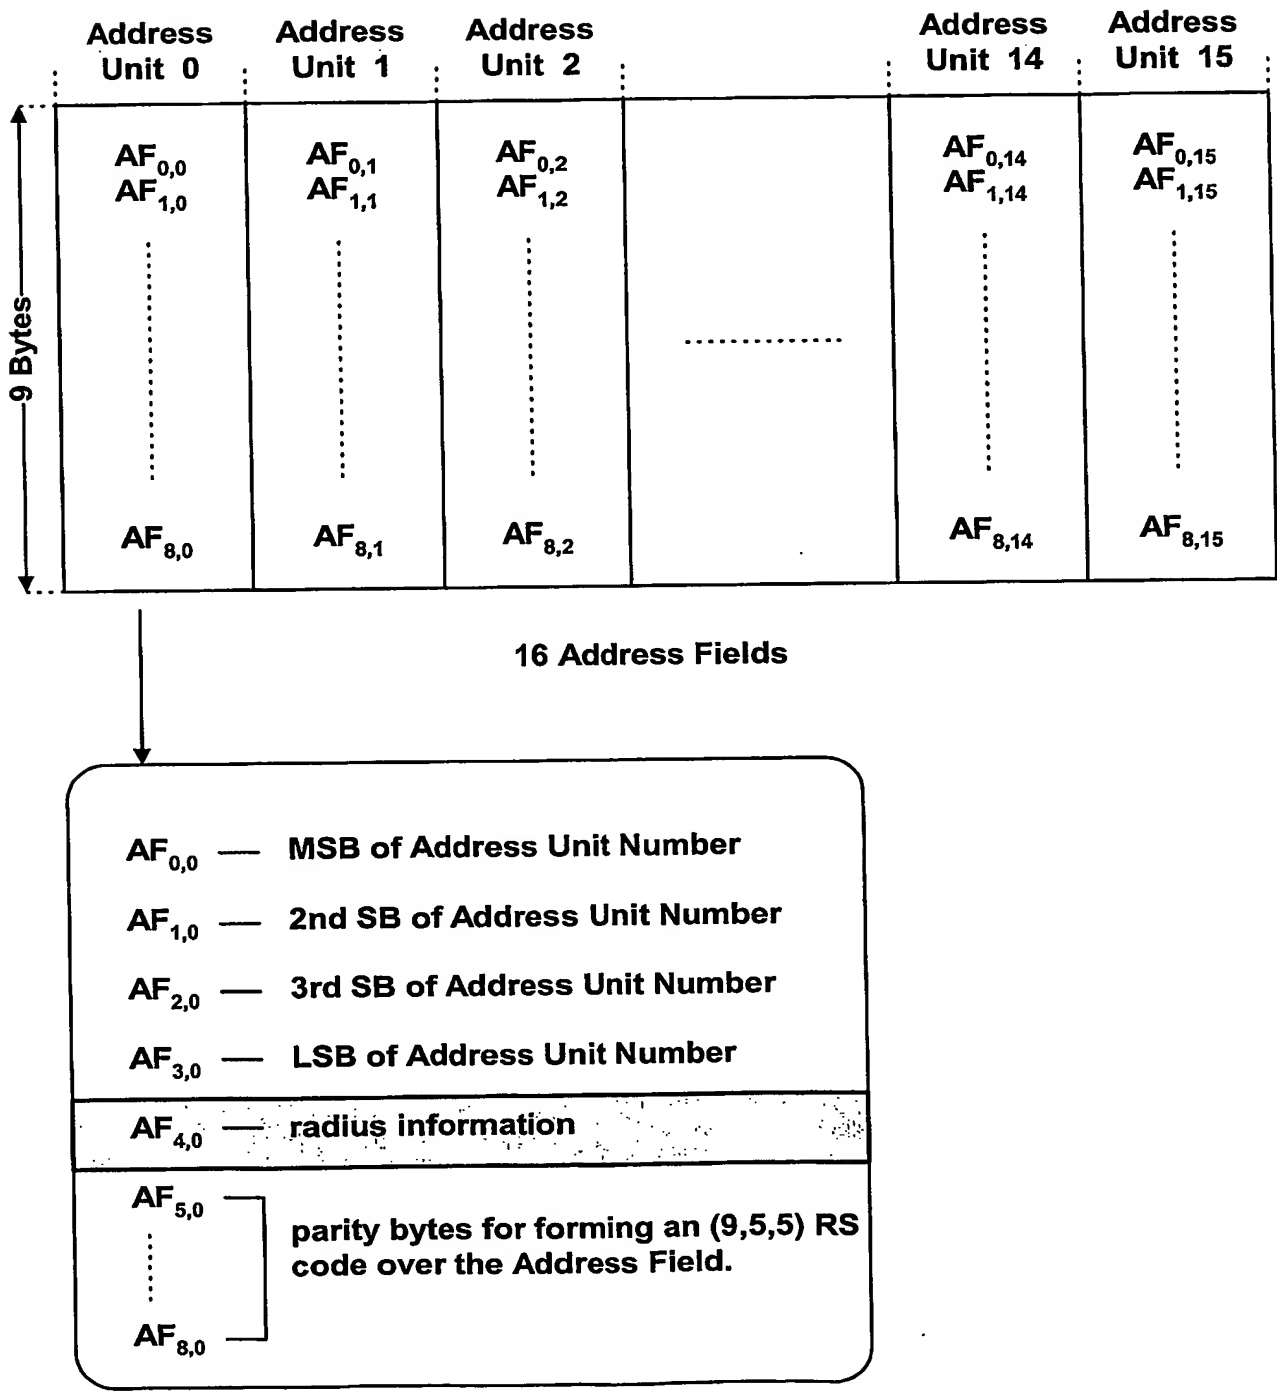 Address Unit 0 Address Unit 1 Address Unit 2 Address Unit 14 Address Unit 15
AF0,0 AF0,1 AF0,2 AF0,14 AF0,15
AF1,0 AF1,1 AF1,2 AF1,14 AF1,15
9 Bytes
AF8,0 AF8,1 AF8,2 AF8,14 AF8,15
16 Address Fields
AF0,0 — MSB of Address Unit Number
AF1,0 — 2nd SB of Address Unit Number
AF2,0 — 3rd SB of Address Unit Number
AF3,0 — LSB of Address Unit Number
AF4,0 — radius information
AF5,0
parity bytes for forming an (9,5,5) RS
code over the Address Field.
AF8,0